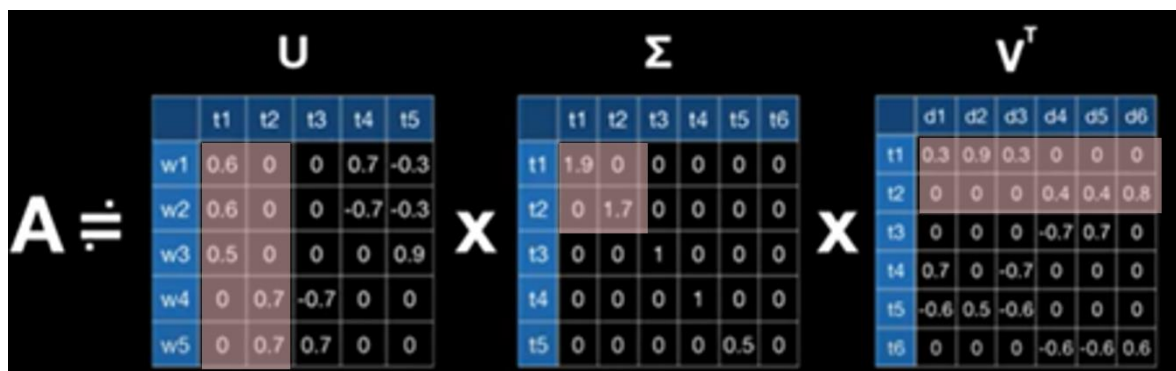 U Σ V^T
A ≒ x x
t1 t2 t3 t4 t5
w1 0.6 0 0 0.7 -0.3
w2 0.6 0 0 -0.7 -0.3
w3 0.5 0 0 0 0.9
w4 0 0.7 -0.7 0 0
w5 0 0.7 0.7 0 0
t1 t2 t3 t4 t5 t6
t1 1.9 0 0 0 0 0
t2 0 1.7 0 0 0 0
t3 0 0 1 0 0 0
t4 0 0 0 1 0 0
t5 0 0 0 0 0.5 0
d1 d2 d3 d4 d5 d6
t1 0.3 0.9 0.3 0 0 0
t2 0 0 0 0.4 0.4 0.8
t3 0 0 0 -0.7 0.7 0
t4 0.7 0 -0.7 0 0 0
t5 -0.6 0.5 -0.6 0 0 0
t6 0 0 0 -0.6 -0.6 0.6